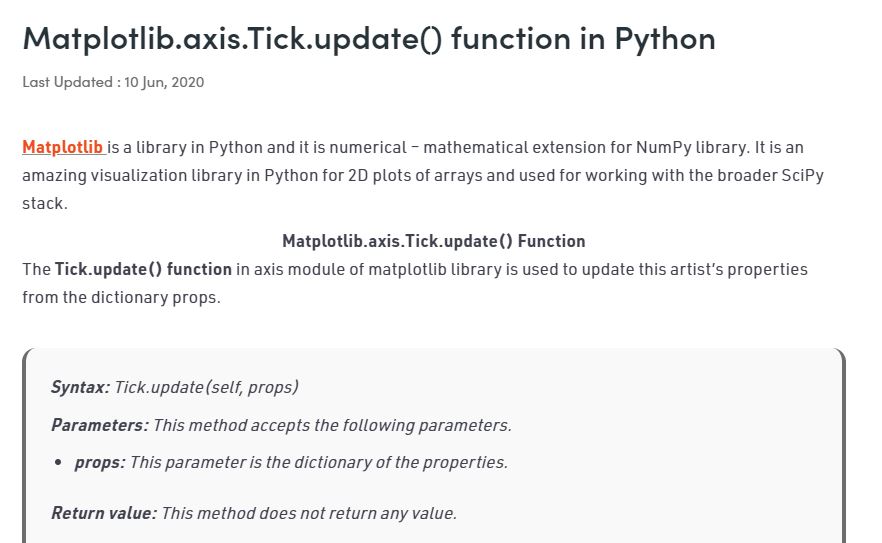 Matplotlib.axis.Tick.update() function in Python
Last Updated : 10 Jun, 2020
Matplotlib is a library in Python and it is numerical – mathematical extension for NumPy library. It is an
amazing visualization library in Python for 2D plots of arrays and used for working with the broader SciPy
stack.
Matplotlib.axis.Tick.update() Function
The Tick.update() function in axis module of matplotlib library is used to update this artist's properties
from the dictionary props.
Syntax: Tick.update(self, props)
Parameters: This method accepts the following parameters.
• props: This parameter is the dictionary of the properties.
Return value: This method does not return any value.